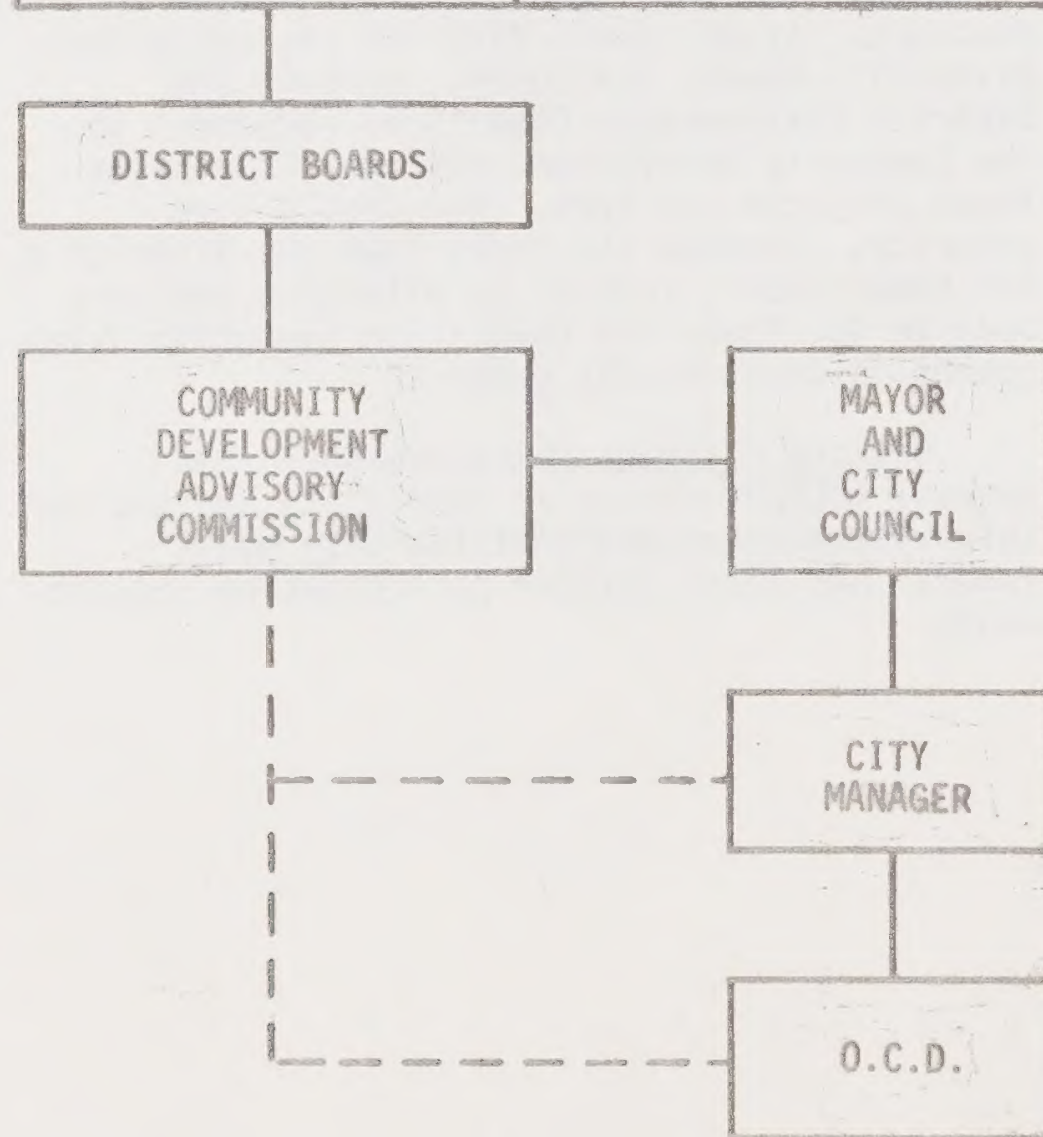 DISTRICT BOARDS
COMMUNITY
DEVELOPMENT
ADVISORY
COMMISSION
MAYOR
AND
CITY
COUNCIL
CITY
MANAGER
O.C.D.